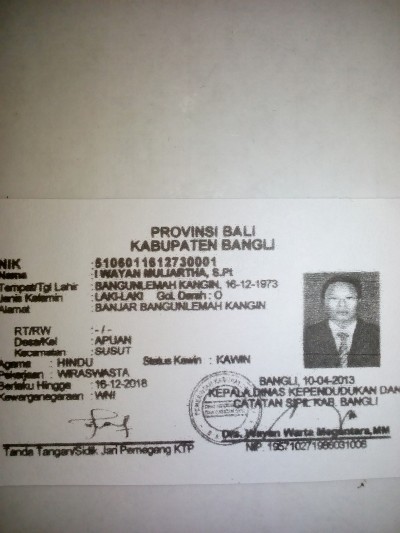 PROVINSI BALI
KABUPATEN BANGLI
NIK : 5106011612730001
Nama : I WAYAN MULIARTHA, S.Pt
Tempat/Tgl Lahir : BANGUNLEMAH KANGIN, 16-12-1973
Jenis Kelamin : LAKI-LAKI Gol. Darah : O
Alamat : BANJAR BANGUNLEMAH KANGIN
RT/RW : -/-
Desa/Kel : APUAN
Kecamatan : SUSUT
Agama : HINDU Status Kawin : KAWIN
Pekerjaan : WIRASWASTA
Berlaku Hingga : 16-12-2018
Kewarganegaraan : WNI
BANGLI, 10-04-2013
KEPALA DINAS KEPENDUDUKAN DAN
CATATAN SIPIL KAB. BANGLI
Drs. Wayan Warta Megantara, MM
NIP. 195710271986031006
Tanda Tangan/Sidik Jari Pemegang KTP